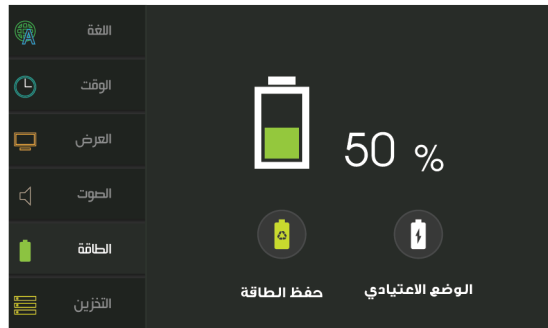 اللغة
الوقت
العرض
الصوت
الطاقة
التخزين
50 %
الوضع الاعتيادي
حفظ الطاقة